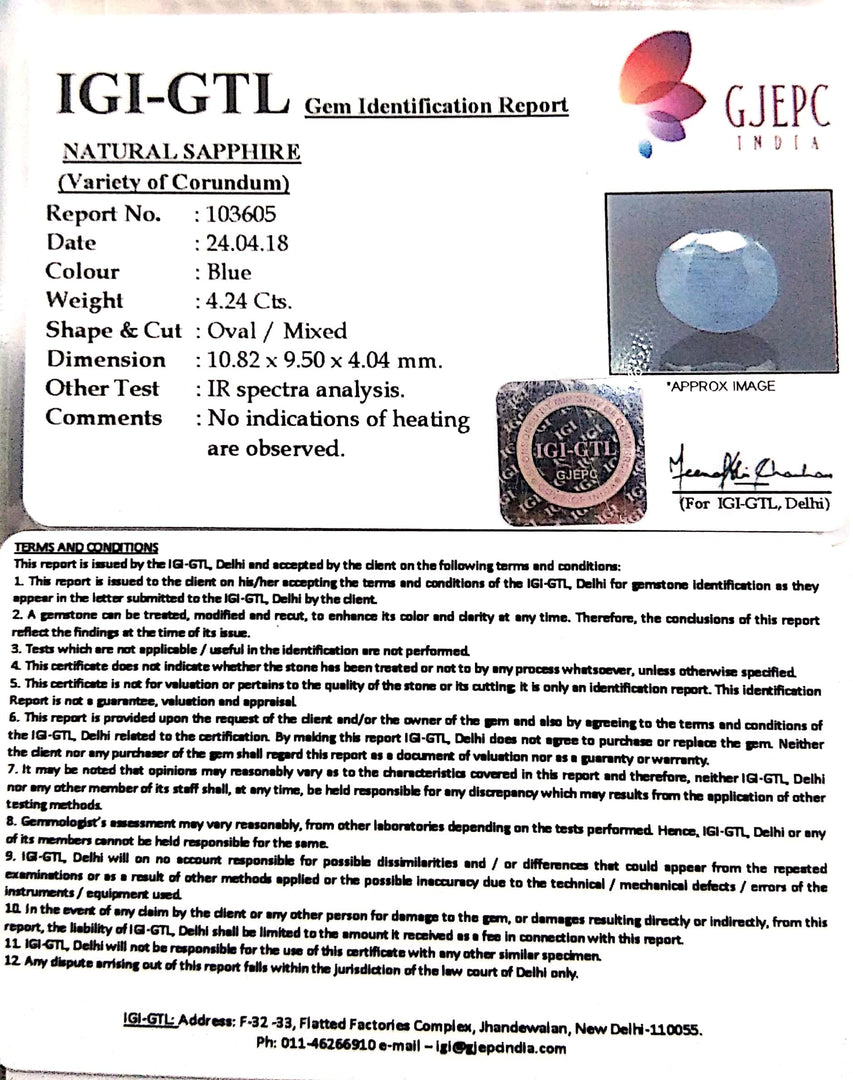 IGI-GTL Gem Identification Report
GJEPC
INDIA
NATURAL SAPPHIRE
(Variety of Corundum)
Report No. : 103605
Date : 24.04.18
Colour : Blue
Weight : 4.24 Cts.
Shape & Cut : Oval / Mixed
Dimension : 10.82 x 9.50 x 4.04 mm.
Other Test : IR spectra analysis.
Comments : No indications of heating
are observed.
*APPROX IMAGE
IGI-GTL
GJEPC
(For IGI-GTL, Delhi)
TERMS AND CONDITIONS
This report is issued by the IGI-GTL, Delhi and accepted by the client on the following terms and conditions:
1. This report is issued to the client on his/her accepting the terms and conditions of the IGI-GTL, Delhi for gemstone identification as they
appear in the letter submitted to the IGI-GTL, Delhi by the client.
2. A gemstone can be treated, modified and recut, to enhance its color and clarity at any time. Therefore, the conclusions of this report
reflect the findings at the time of its issue.
3. Tests which are not applicable / useful in the identification are not performed.
4. This certificate does not indicate whether the stone has been treated or not to by any process whatsoever, unless otherwise specified.
5. This certificate is not for valuation or pertains to the quality of the stone or its cutting; it is only an identification report. This identification
Report is not a guarantee, valuation and appraisal.
6. This report is provided upon the request of the client and/or the owner of the gem and also by agreeing to the terms and conditions of
the IGI-GTL, Delhi related to the certification. By making this report IGI-GTL, Delhi does not agree to purchase or replace the gem. Neither
the client nor any purchaser of the gem shall regard this report as a document of valuation nor as a guaranty or warranty.
7. It may be noted that opinions may reasonably vary as to the characteristics covered in this report and therefore, neither IGI-GTL, Delhi
nor any other member of its staff shall, at any time, be held responsible for any discrepancy which may results from the application of other
testing methods.
8. Gemmologist's assessment may vary reasonably, from other laboratories depending on the tests performed. Hence, IGI-GTL, Delhi or any
of its members cannot be held responsible for the same.
9. IGI-GTL, Delhi will on no account responsible for possible dissimilarities and / or differences that could appear from the repeated
examinations or as a result of other methods applied or the possible inaccuracy due to the technical / mechanical defects / errors of the
instruments / equipment used.
10. In the event of any claim by the client or any other person for damage to the gem, or damages resulting directly or indirectly, from this
report, the liability of IGI-GTL, Delhi shall be limited to the amount it received as a fee in connection with this report.
11. IGI-GTL, Delhi will not be responsible for the use of this certificate with any other similar specimen.
12. Any dispute arrising out of this report falls within the jurisdiction of the law court of Delhi only.
IGI-GTL: Address: F-32 -33, Flatted Factories Complex, Jhandewalan, New Delhi-110055.
Ph: 011-46266910 e-mail – igi@gjepcindia.com